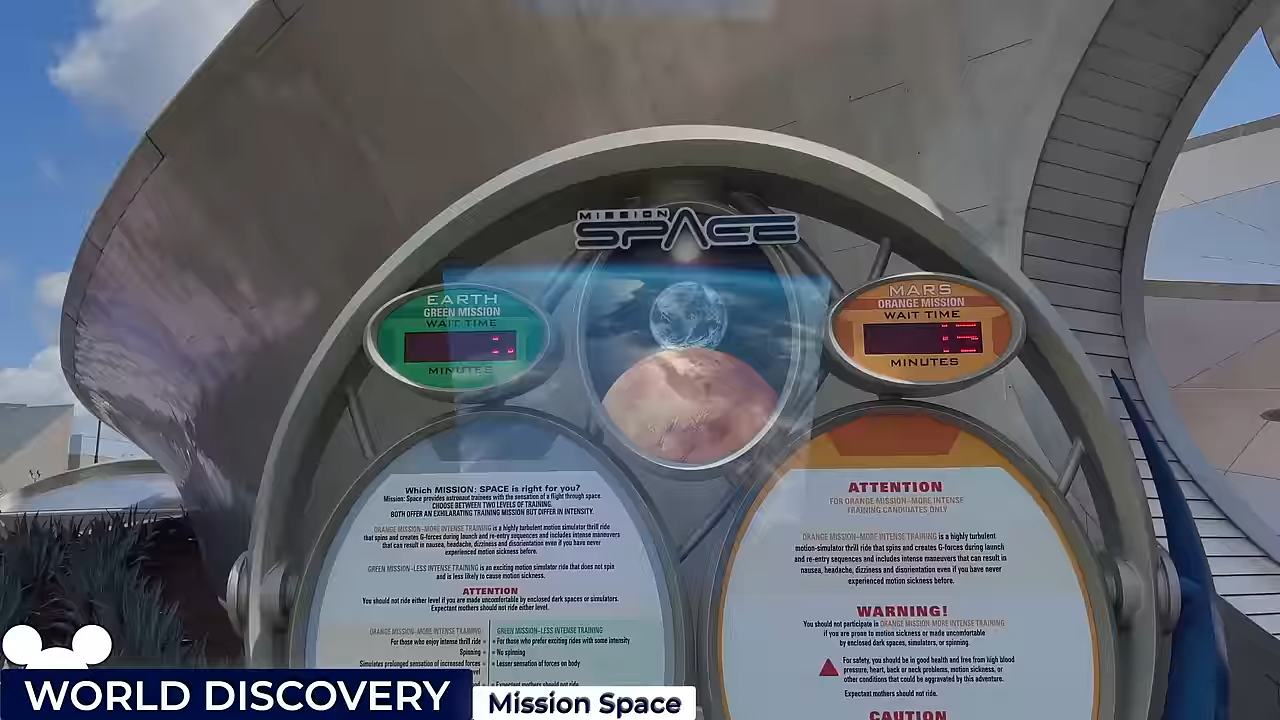 MISSION
SPACE
EARTH
GREEN MISSION
WAIT TIME
MINUTES
MARS
ORANGE MISSION
WAIT TIME
MINUTES
Which MISSION: SPACE is right for you?
Mission: Space provides astronaut trainees with the sensation of a flight through space.
CHOOSE BETWEEN TWO LEVELS OF TRAINING.
BOTH OFFER AN EXHILARATING TRAINING MISSION BUT DIFFER IN INTENSITY.
ORANGE MISSION–MORE INTENSE TRAINING is a highly turbulent motion simulator thrill ride
that spins and creates G-forces during launch and re-entry sequences and includes intense maneuvers
that can result in nausea, headache, dizziness and disorientation even if you have never
experienced motion sickness before.
GREEN MISSION–LESS INTENSE TRAINING is an exciting motion simulator ride that does not spin
and is less likely to cause motion sickness.
ATTENTION
You should not ride either level if you are made uncomfortable by enclosed dark spaces or simulators.
Expectant mothers should not ride either level.
ORANGE MISSION–MORE INTENSE TRAINING
For those who enjoy intense thrill ride
Spinning
Simulates prolonged sensation of increased forces
GREEN MISSION–LESS INTENSE TRAINING
• For those who prefer exciting rides with some intensity
• No spinning
• Lesser sensation of forces on body
ATTENTION
FOR ORANGE MISSION–MORE INTENSE
TRAINING CANDIDATES ONLY
ORANGE MISSION–MORE INTENSE TRAINING is a highly turbulent
motion-simulator thrill ride that spins and creates G-forces during launch
and re-entry sequences and includes intense maneuvers that can result in
nausea, headache, dizziness and disorientation even if you have never
experienced motion sickness before.
WARNING!
You should not participate in ORANGE MISSION–MORE INTENSE TRAINING
if you are prone to motion sickness or made uncomfortable
by enclosed dark spaces, simulators, or spinning.
For safety, you should be in good health and free from high blood
pressure, heart, back or neck problems, motion sickness, or
other conditions that could be aggravated by this adventure.
Expectant mothers should not ride.
CAUTION
WORLD DISCOVERY
Mission Space